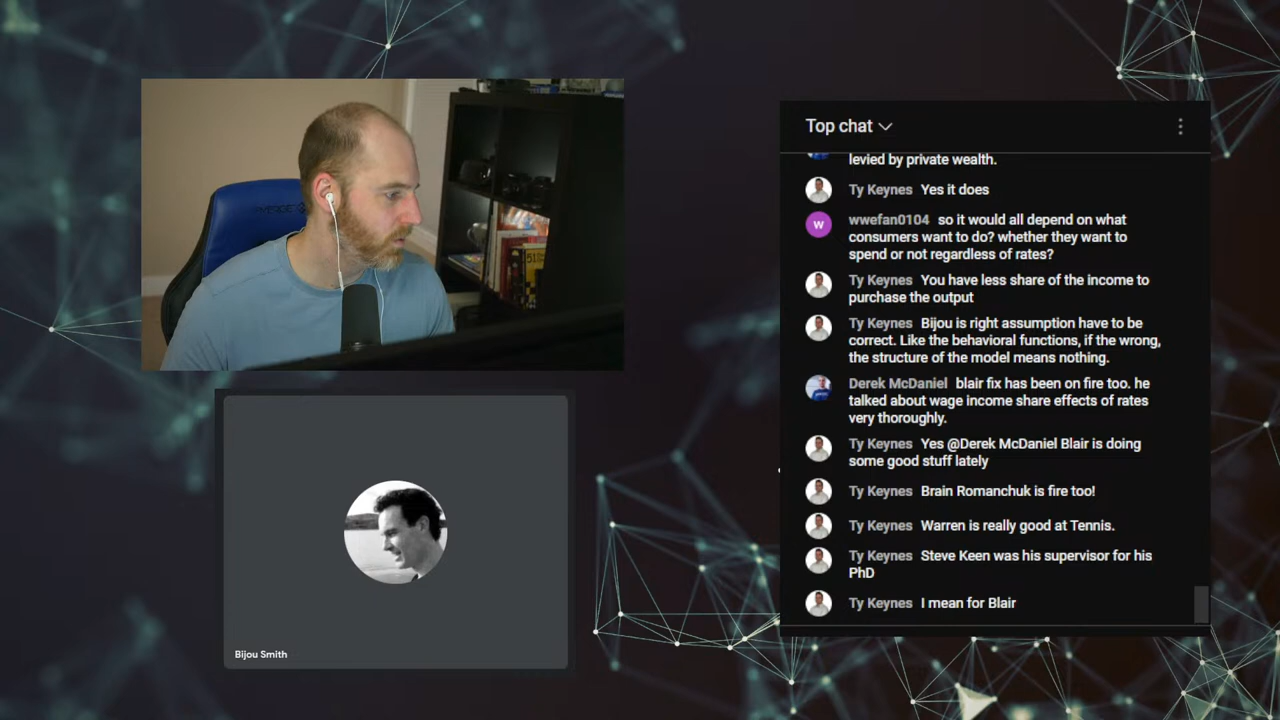 Top chat
levied by private wealth.
Ty Keynes Yes it does
W
wwefan0104 so it would all depend on what
consumers want to do? whether they want to
spend or not regardless of rates?
Ty Keynes You have less share of the income to
purchase the output
Ty Keynes Bijou is right assumption have to be
correct. Like the behavioral functions, if the wrong,
the structure of the model means nothing.
Derek McDaniel blair fix has been on fire too. he
talked about wage income share effects of rates
very thoroughly.
Ty Keynes Yes @Derek McDaniel Blair is doing
some good stuff lately
Ty Keynes Brain Romanchuk is fire too!
Ty Keynes Warren is really good at Tennis.
Ty Keynes Steve Keen was his supervisor for his
PhD
Ty Keynes I mean for Blair
Bijou Smith